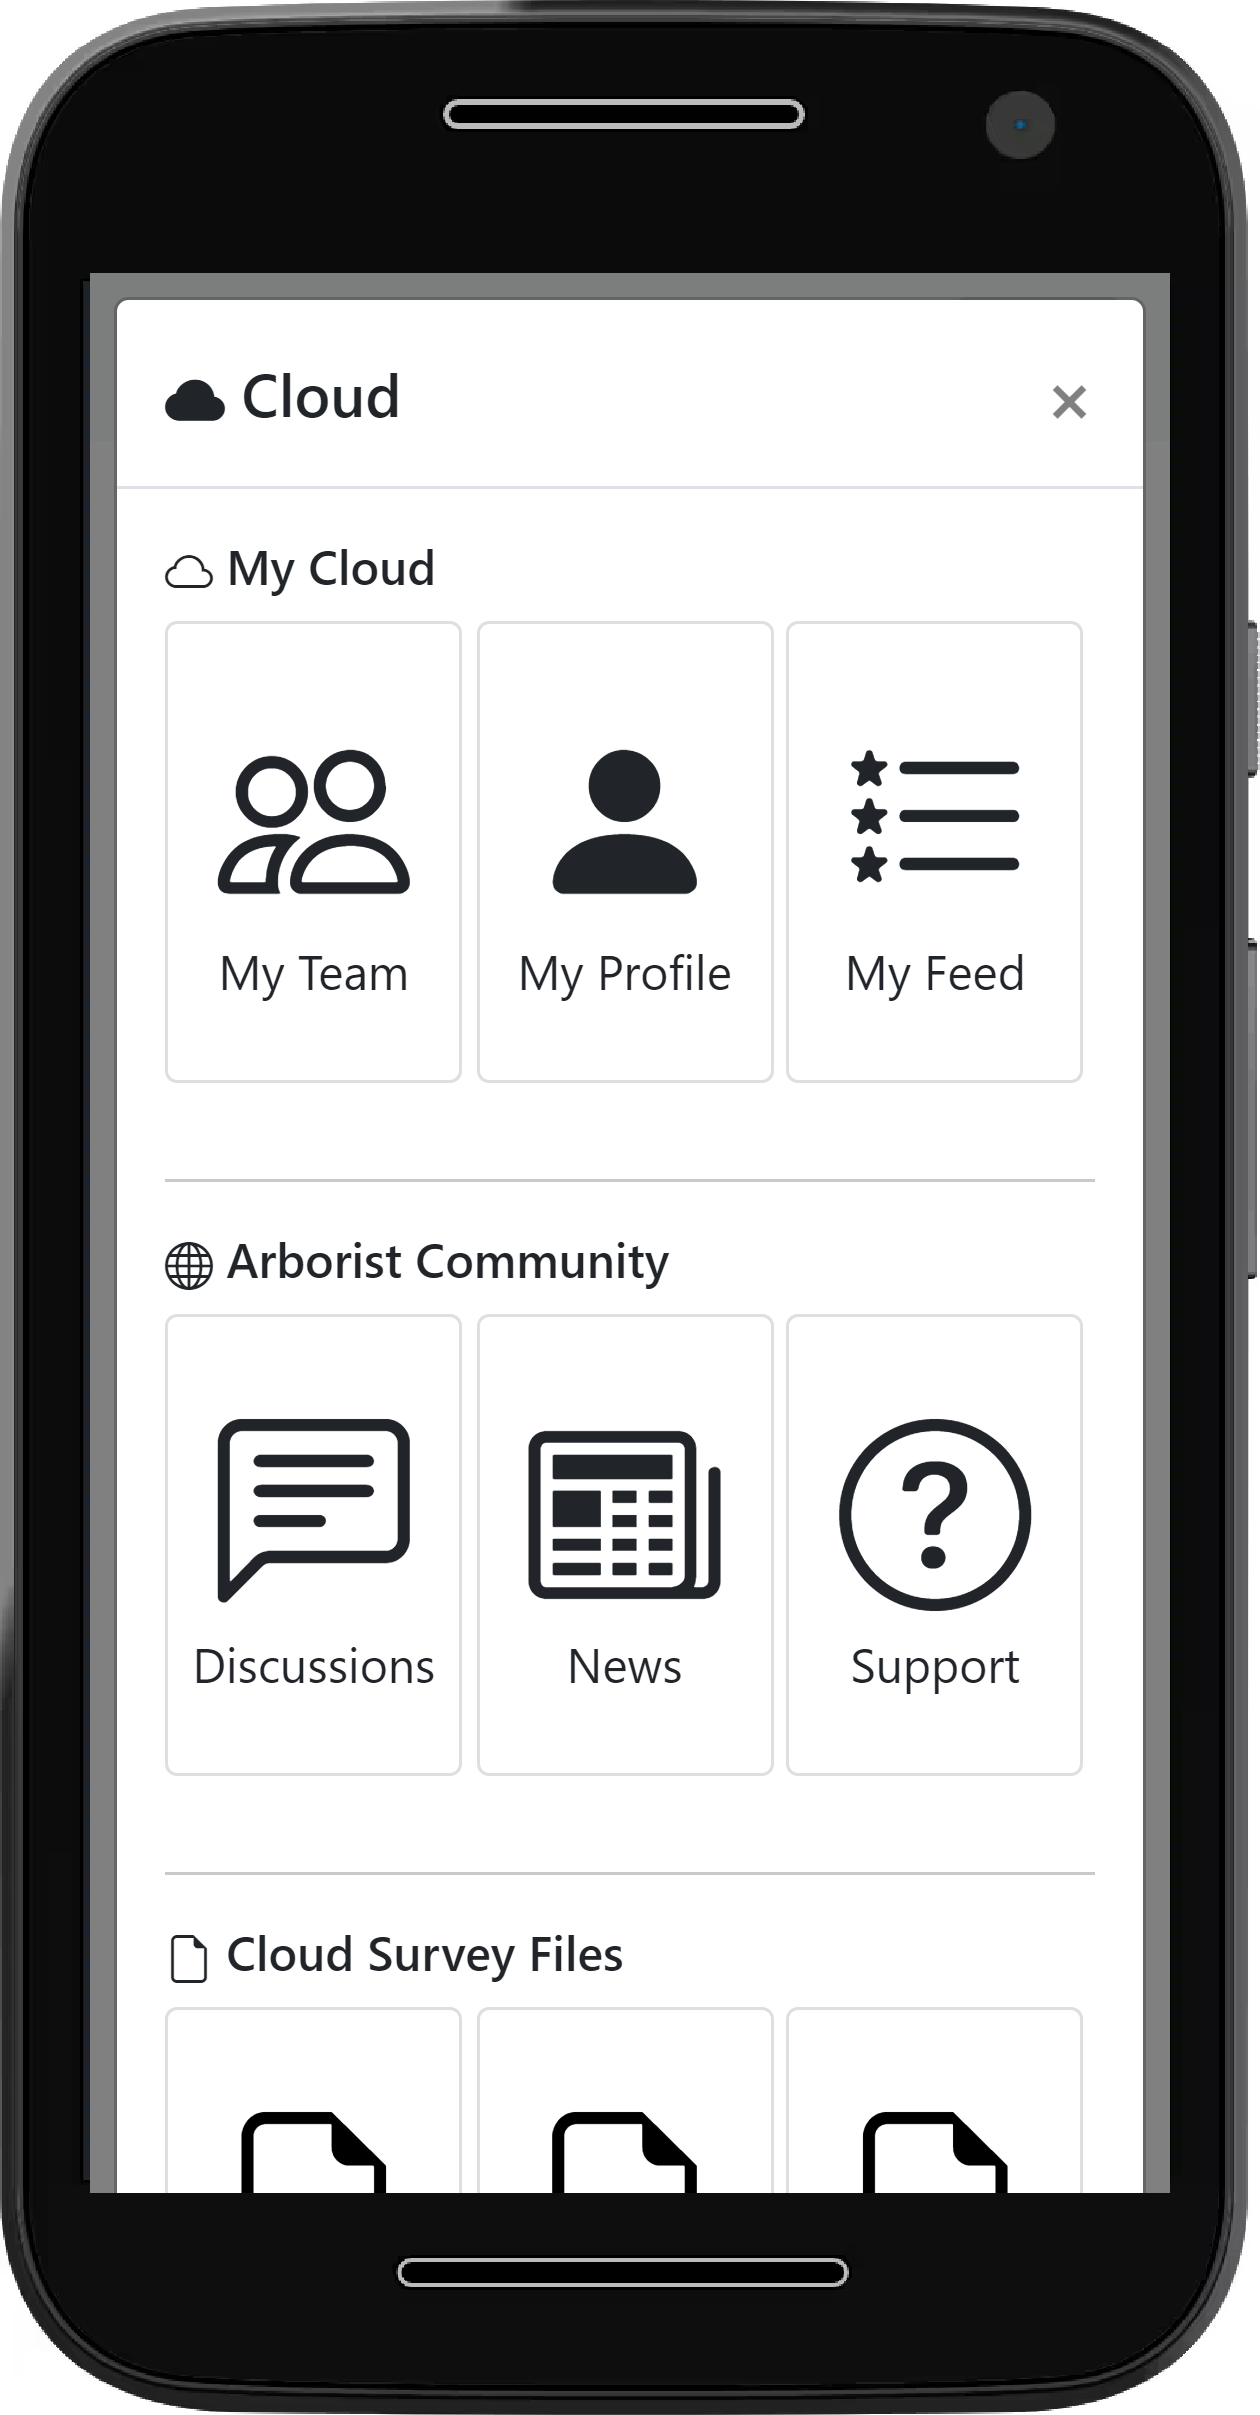 Cloud
My Cloud
My Team
My Profile
My Feed
Arborist Community
Discussions
News
Support
Cloud Survey Files